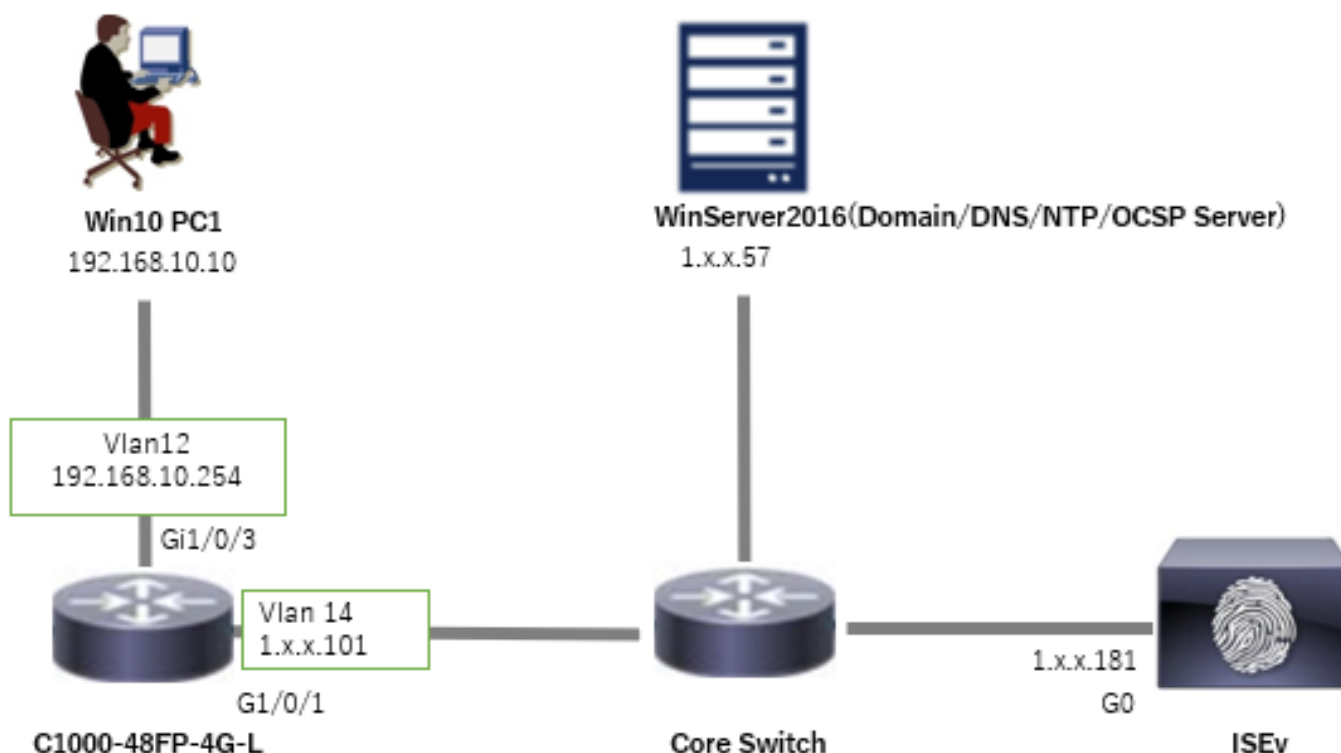 Win10 PC1
192.168.10.10
WinServer2016(Domain/DNS/NTP/OCSP Server)
1.x.x.57
Vlan12
192.168.10.254
Gi1/0/3
Vlan 14
1.x.x.101
G1/0/1
1.x.x.181
G0
C1000-48FP-4G-L
Core Switch
ISEv